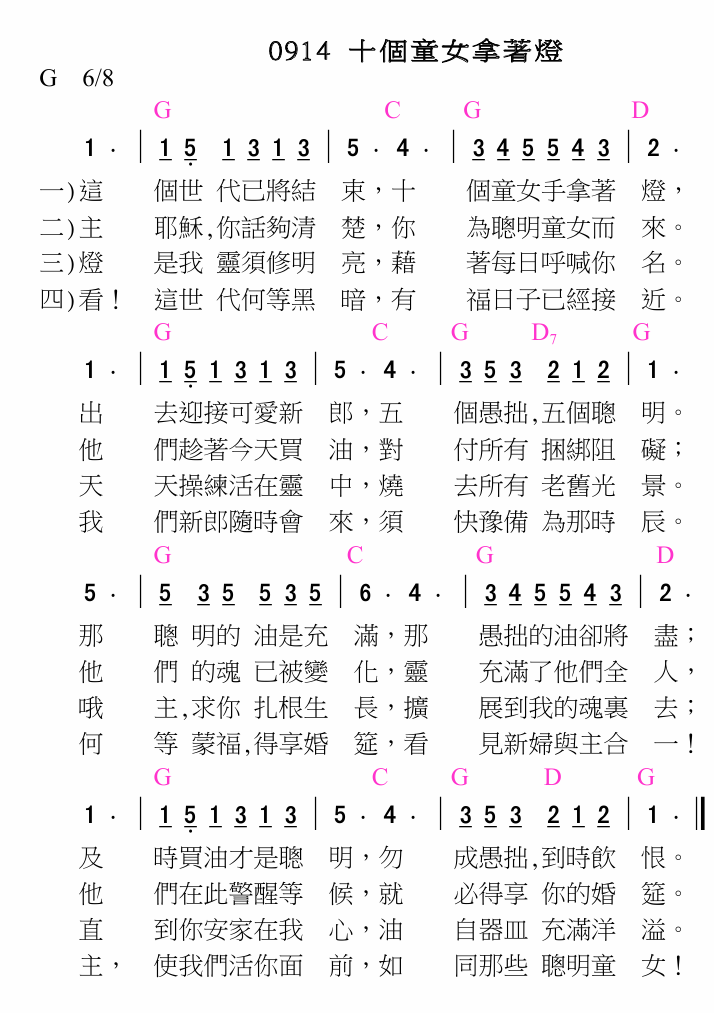 0914 十個童女拿著燈
G 6/8
G C G D
1 · | 1 5 1 3 1 3 | 5 · 4 · | 3 4 5 5 4 3 | 2 ·
一)這 個世 代已將結 束，十 個童女手拿著 燈，
二)主 耶穌,你話夠清 楚，你 為聰明童女而 來。
三)燈 是我 靈須修明 亮，藉 著每日呼喊你 名。
四)看！ 這世 代何等黑 暗，有 福日子已經接 近。
G C G D7 G
1 · | 1 5 1 3 1 3 | 5 · 4 · | 3 5 3 2 1 2 | 1 ·
出 去迎接可愛新 郎，五 個愚拙,五個聰 明。
他 們趁著今天買 油，對 付所有 捆綁阻 礙；
天 天操練活在靈 中，燒 去所有 老舊光 景。
我 們新郎隨時會 來，須 快豫備 為那時 辰。
G C G D
5 · | 5 3 5 5 3 5 | 6 · 4 · | 3 4 5 5 4 3 | 2 ·
那 聰 明的 油是充 滿，那 愚拙的油卻將 盡；
他 們 的魂 已被變 化，靈 充滿了他們全 人，
哦 主,求你 扎根生 長，擴 展到我的魂裏 去；
何 等 蒙福,得享婚 筵，看 見新婦與主合 一！
G C G D G
1 · | 1 5 1 3 1 3 | 5 · 4 · | 3 5 3 2 1 2 | 1 · ‖
及 時買油才是聰 明，勿 成愚拙,到時飲 恨。
他 們在此警醒等 候，就 必得享 你的婚 筵。
直 到你安家在我 心，油 自器皿 充滿洋 溢。
主， 使我們活你面 前，如 同那些 聰明童 女！